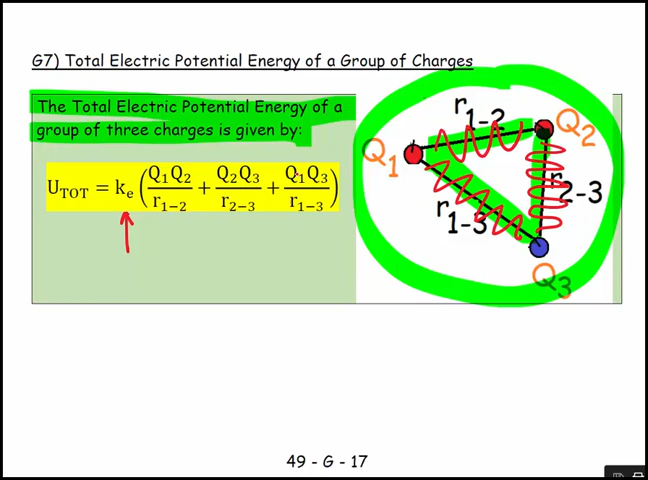 G7) Total Electric Potential Energy of a Group of Charges
The Total Electric Potential Energy of a
group of three charges is given by:
U_TOT = k_e (Q₁Q₂/r₁₋₂ + Q₂Q₃/r₂₋₃ + Q₁Q₃/r₁₋₃)
r₁₋₂
Q₂
Q₁
r₂₋₃
r₁₋₃
Q₃
49 - G - 17